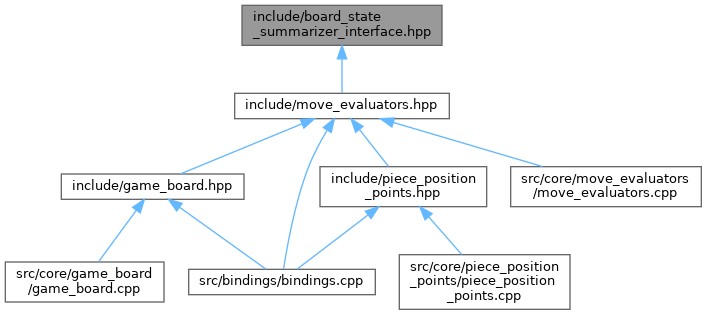 include/board_state
_summarizer_interface.hpp
include/move_evaluators.hpp
include/game_board.hpp
include/piece_position
_points.hpp
src/core/move_evaluators
/move_evaluators.cpp
src/core/game_board
/game_board.cpp
src/bindings/bindings.cpp
src/core/piece_position
_points/piece_position
_points.cpp